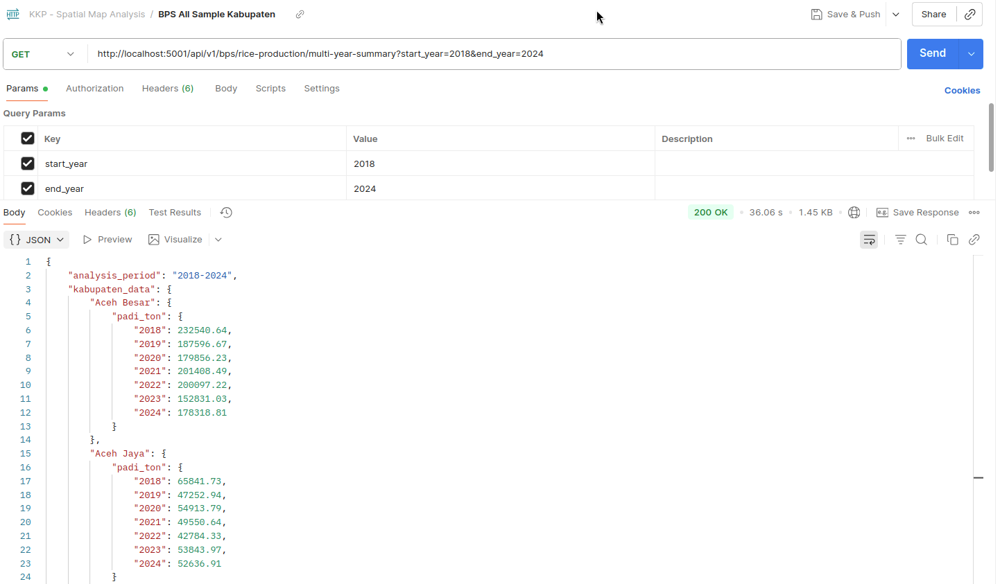 HTTP KKP - Spatial Map Analysis / BPS All Sample Kabupaten Save & Push Share
GET http://localhost:5001/api/v1/bps/rice-production/multi-year-summary?start_year=2018&end_year=2024 Send
Params Authorization Headers (6) Body Scripts Settings Cookies
Query Params
Key Value Description Bulk Edit
start_year 2018
end_year 2024
Body Cookies Headers (6) Test Results 200 OK 36.06 s 1.45 KB e.g. Save Response
{} JSON Preview Visualize
1 {
2 "analysis_period": "2018-2024",
3 "kabupaten_data": {
4 "Aceh Besar": {
5 "padi_ton": {
6 "2018": 232540.64,
7 "2019": 187596.67,
8 "2020": 179856.23,
9 "2021": 201408.49,
10 "2022": 200097.22,
11 "2023": 152831.03,
12 "2024": 178318.81
13 }
14 },
15 "Aceh Jaya": {
16 "padi_ton": {
17 "2018": 65841.73,
18 "2019": 47252.94,
19 "2020": 54913.79,
20 "2021": 49550.64,
21 "2022": 42784.33,
22 "2023": 53843.97,
23 "2024": 52636.91
24 }